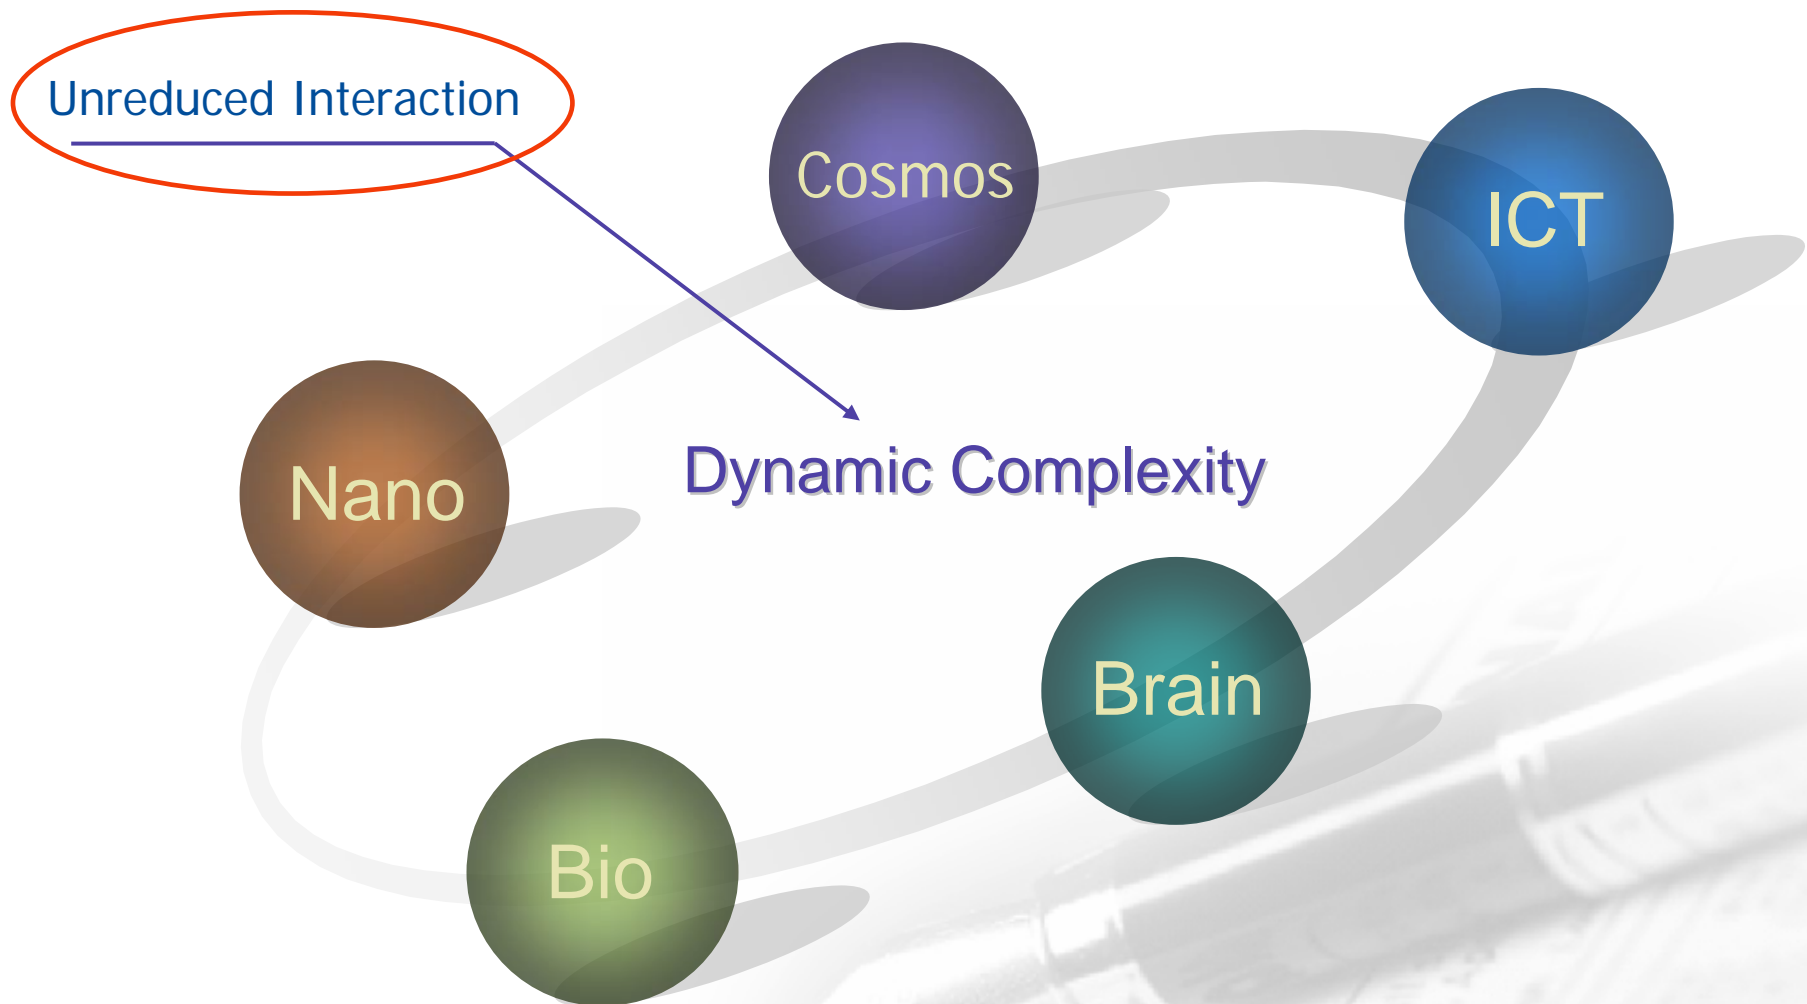 Unreduced Interaction
Cosmos
ICT
Dynamic Complexity
Nano
Brain
Bio